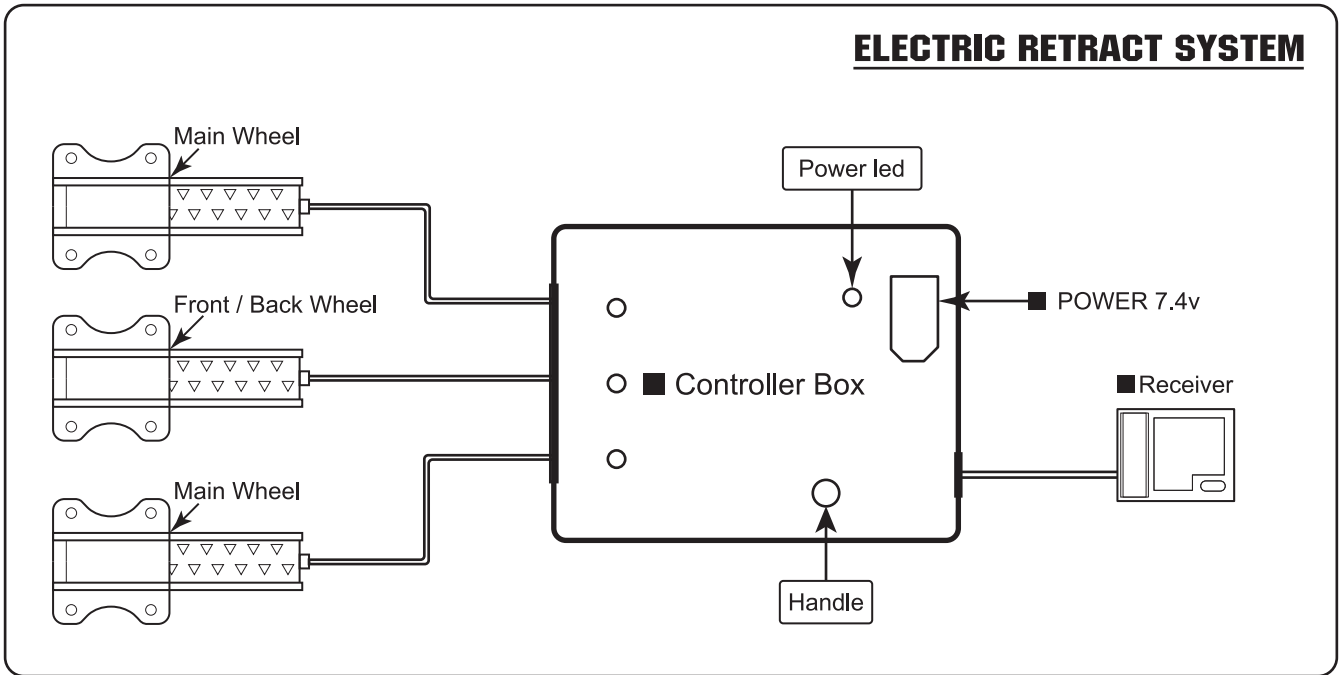 ELECTRIC RETRACT SYSTEM
Main Wheel
Power led
Front / Back Wheel
POWER 7.4v
Controller Box
Receiver
Main Wheel
Handle